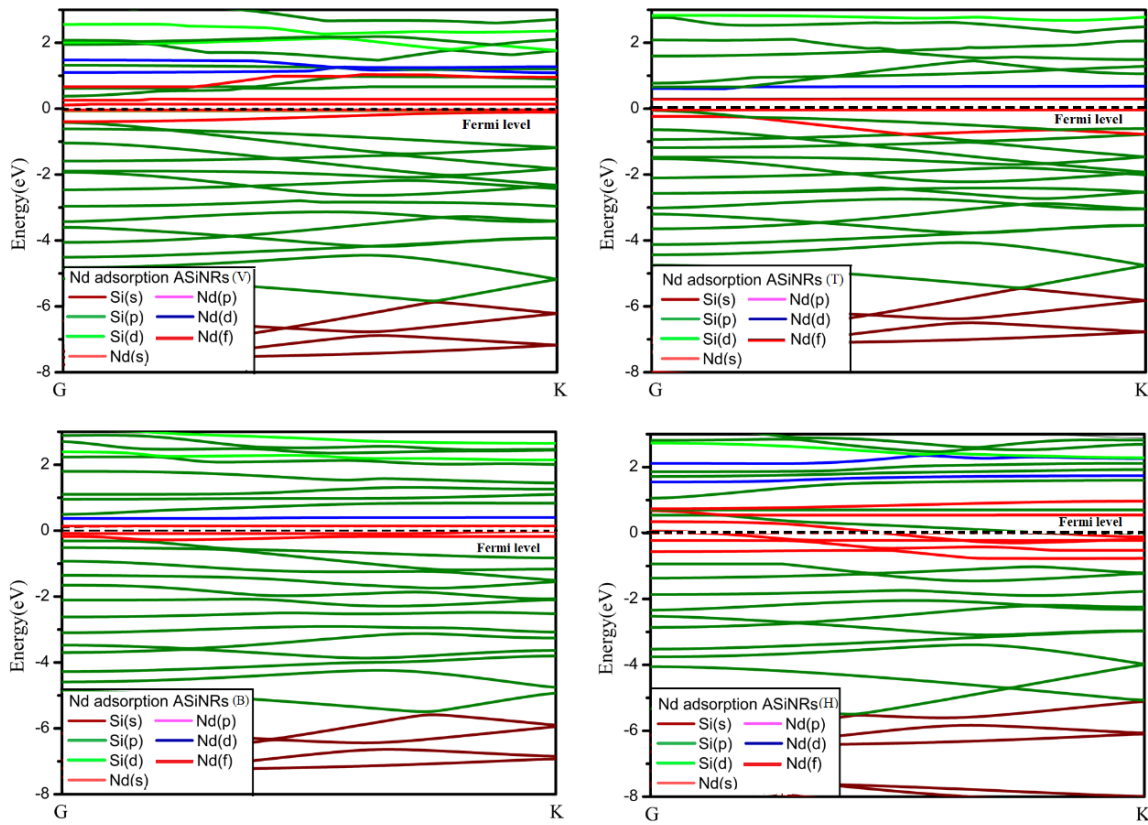 2
0
-2
-4
-6
-8
Energy(eV)
Fermi level
Nd adsorption ASiNRs (V)
Si(s) Nd(p)
Si(p) Nd(d)
Si(d) Nd(f)
Nd(s)
G K
2
0
-2
-4
-6
-8
Energy(eV)
Fermi level
Nd adsorption ASiNRs (T)
Si(s) Nd(p)
Si(p) Nd(d)
Si(d) Nd(f)
Nd(s)
G K
2
0
-2
-4
-6
-8
Energy(eV)
Fermi level
Nd adsorption ASiNRs (B)
Si(s) Nd(p)
Si(p) Nd(d)
Si(d) Nd(f)
Nd(s)
G K
2
0
-2
-4
-6
-8
Energy(eV)
Fermi level
Nd adsorption ASiNRs (H)
Si(s) Nd(p)
Si(p) Nd(d)
Si(d) Nd(f)
Nd(s)
G K